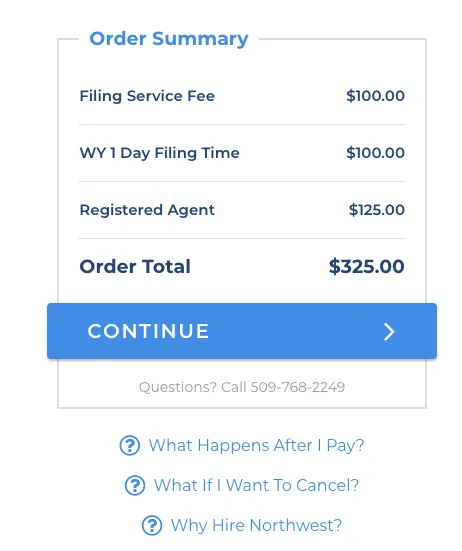 Order Summary
Filing Service Fee $100.00
WY 1 Day Filing Time $100.00
Registered Agent $125.00
Order Total $325.00
CONTINUE
Questions? Call 509-768-2249
What Happens After I Pay?
What If I Want To Cancel?
Why Hire Northwest?